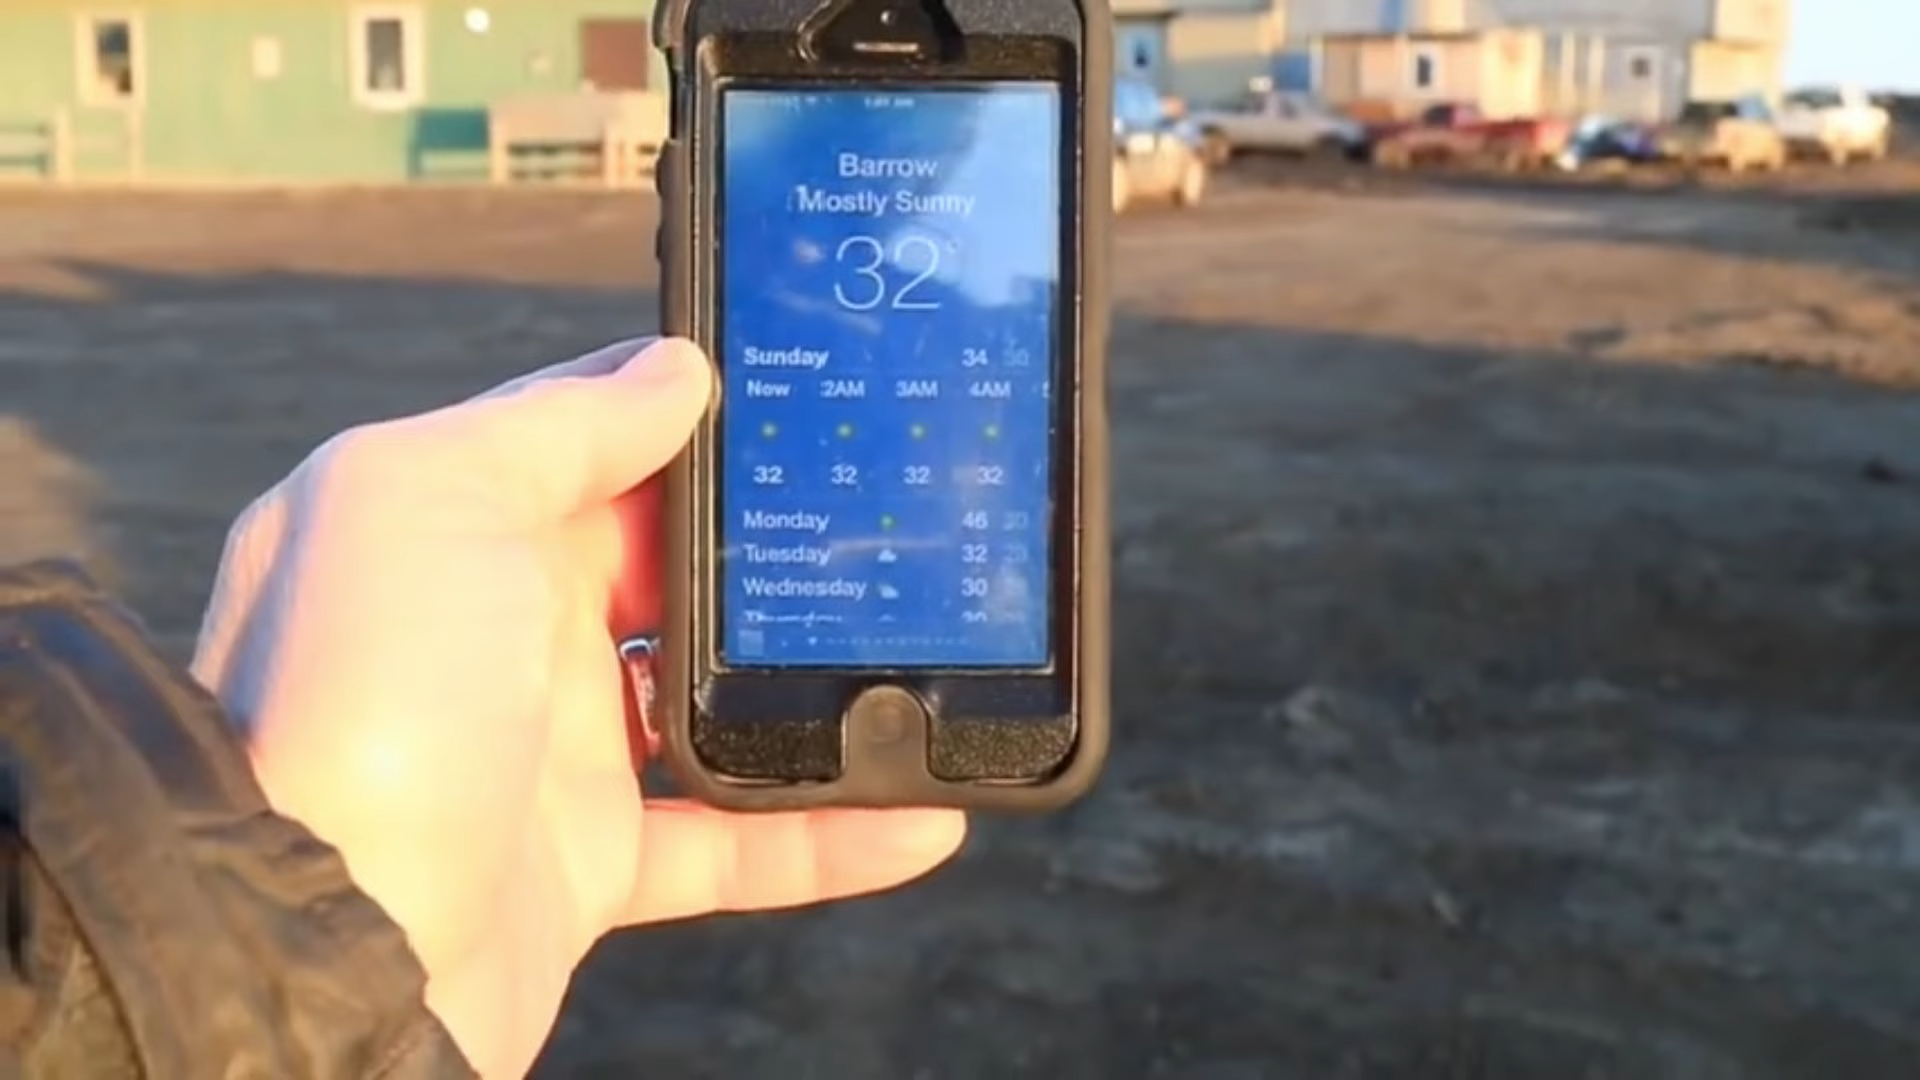 Barrow
Mostly Sunny
32°
Sunday 34
Now 2AM 3AM 4AM
32 32 32 32
Monday 46
Tuesday 32
Wednesday 30